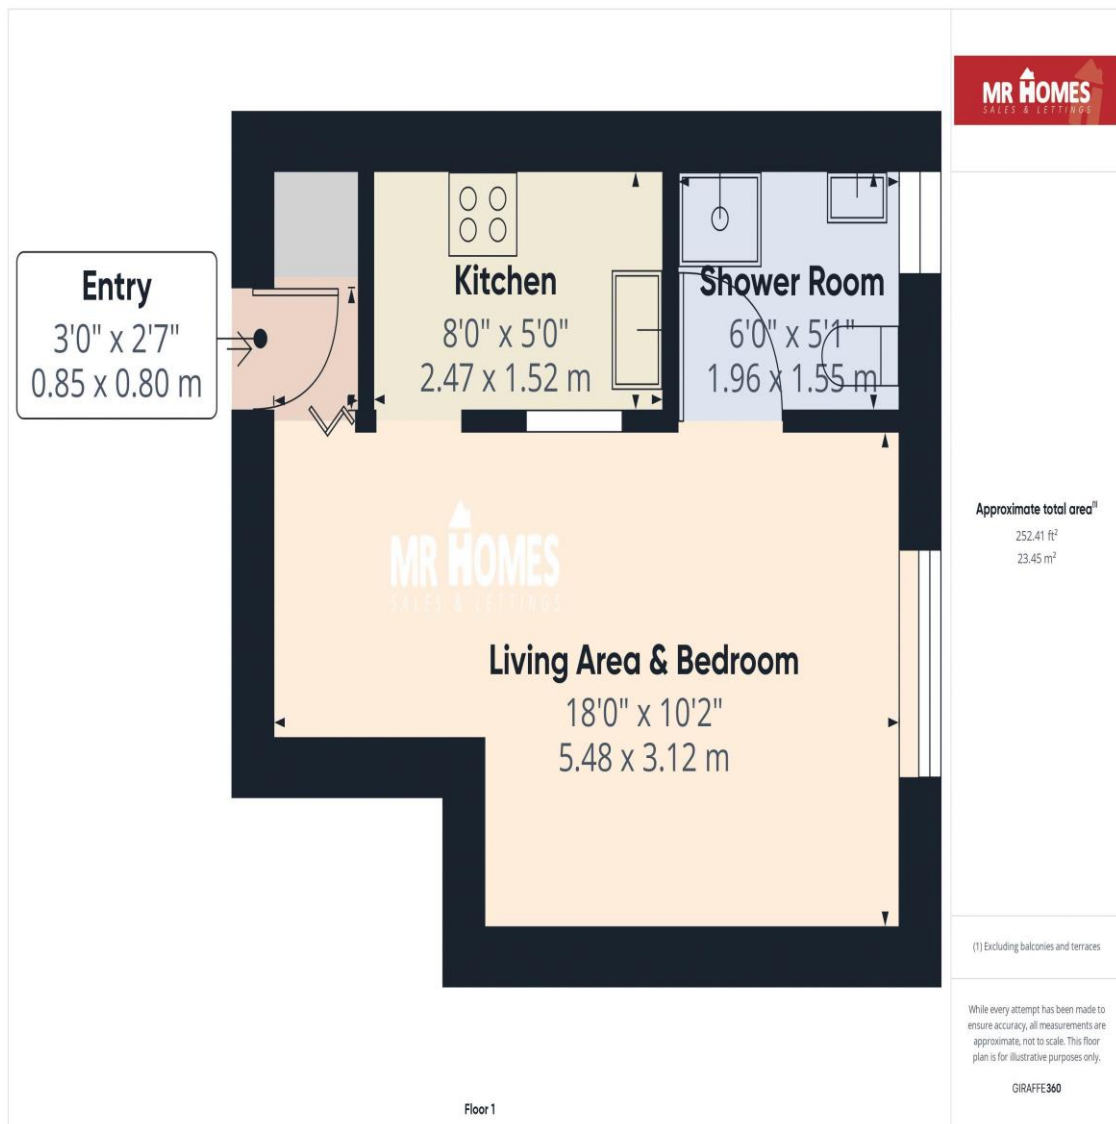 MR HOMES
SALES & LETTINGS
Entry
3'0" x 2'7"
0.85 x 0.80 m
Kitchen
8'0" x 5'0"
2.47 x 1.52 m
Shower Room
6'0" x 5'1"
1.96 x 1.55 m
MR HOMES
SALES & LETTINGS
Living Area & Bedroom
18'0" x 10'2"
5.48 x 3.12 m
Approximate total area⁽¹⁾
252.41 ft²
23.45 m²
(1) Excluding balconies and terraces
While every attempt has been made to
ensure accuracy, all measurements are
approximate, not to scale. This floor
plan is for illustrative purposes only.
GIRAFFE360
Floor 1